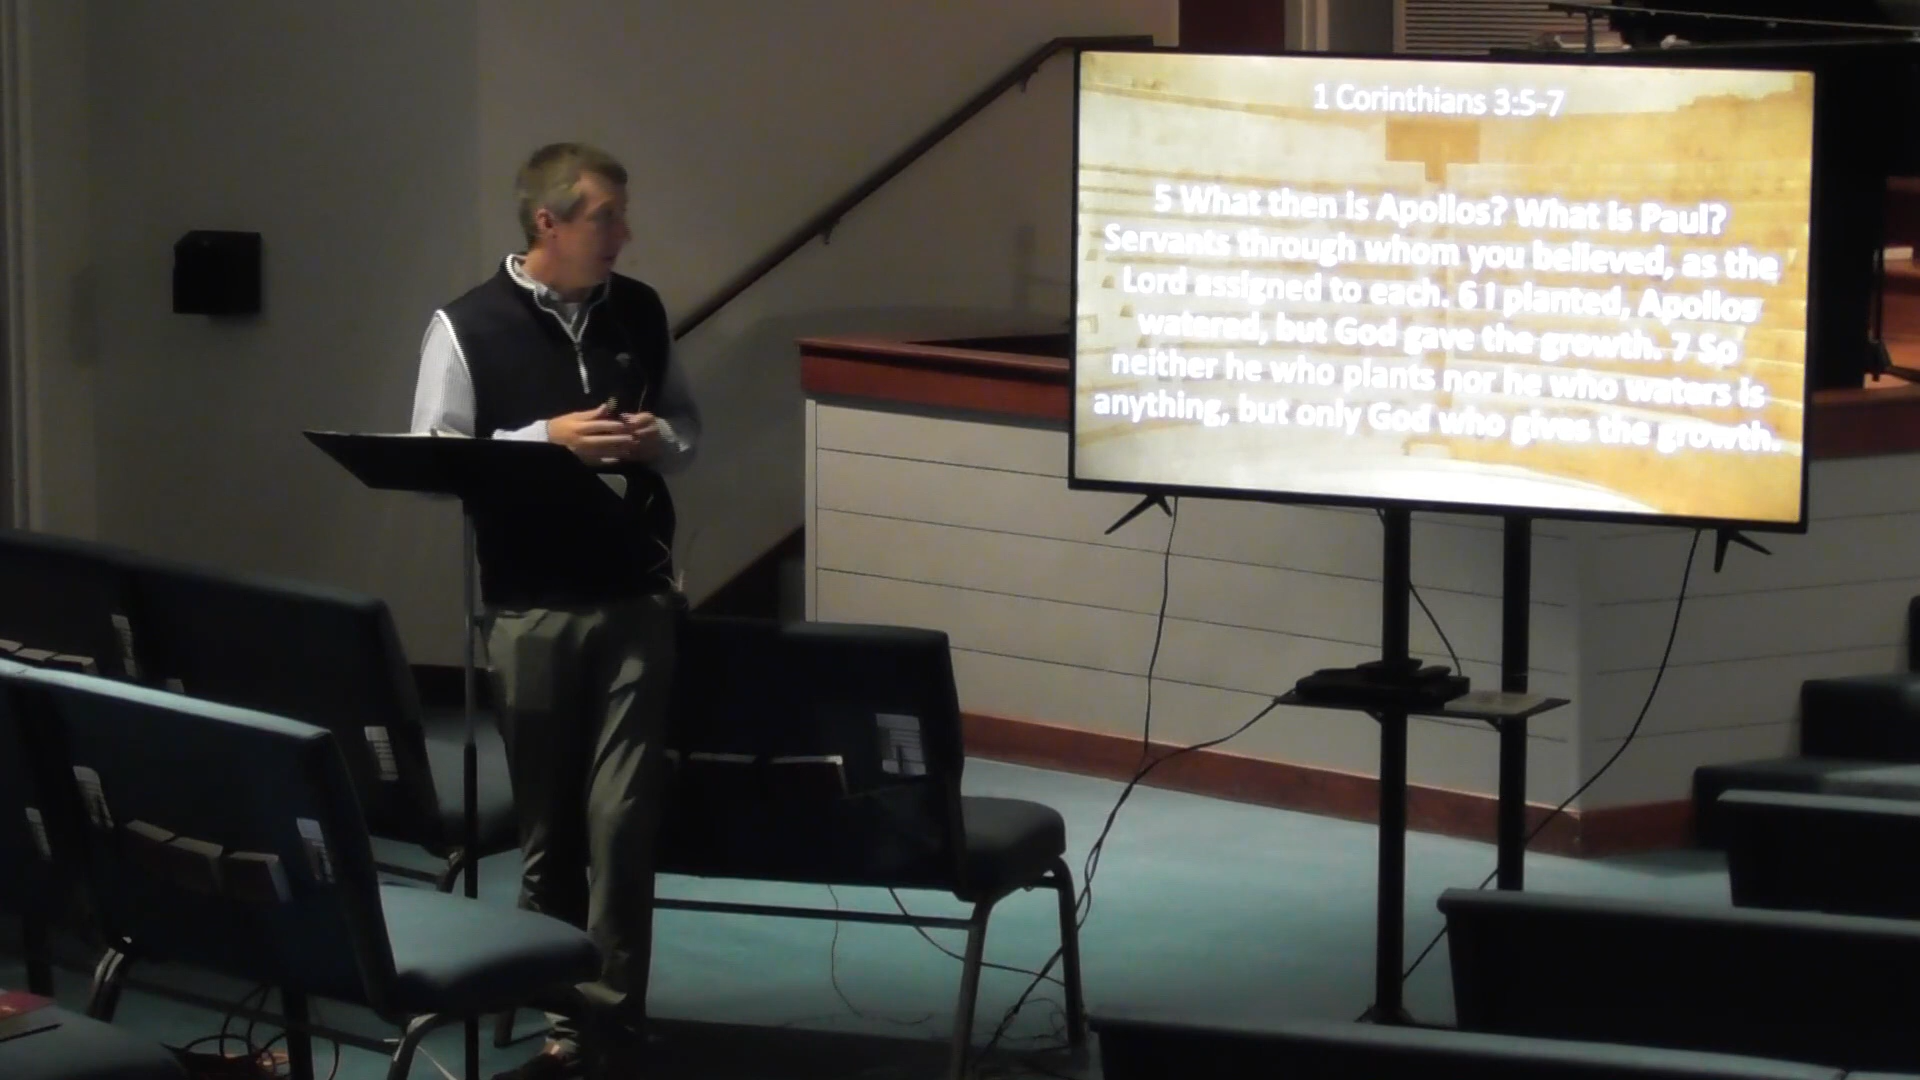 1 Corinthians 3:5-7
5 What then is Apollos? What is Paul?
Servants through whom you believed, as the
Lord assigned to each. 6 I planted, Apollos
watered, but God gave the growth. 7 So
neither he who plants nor he who waters is
anything, but only God who gives the growth.